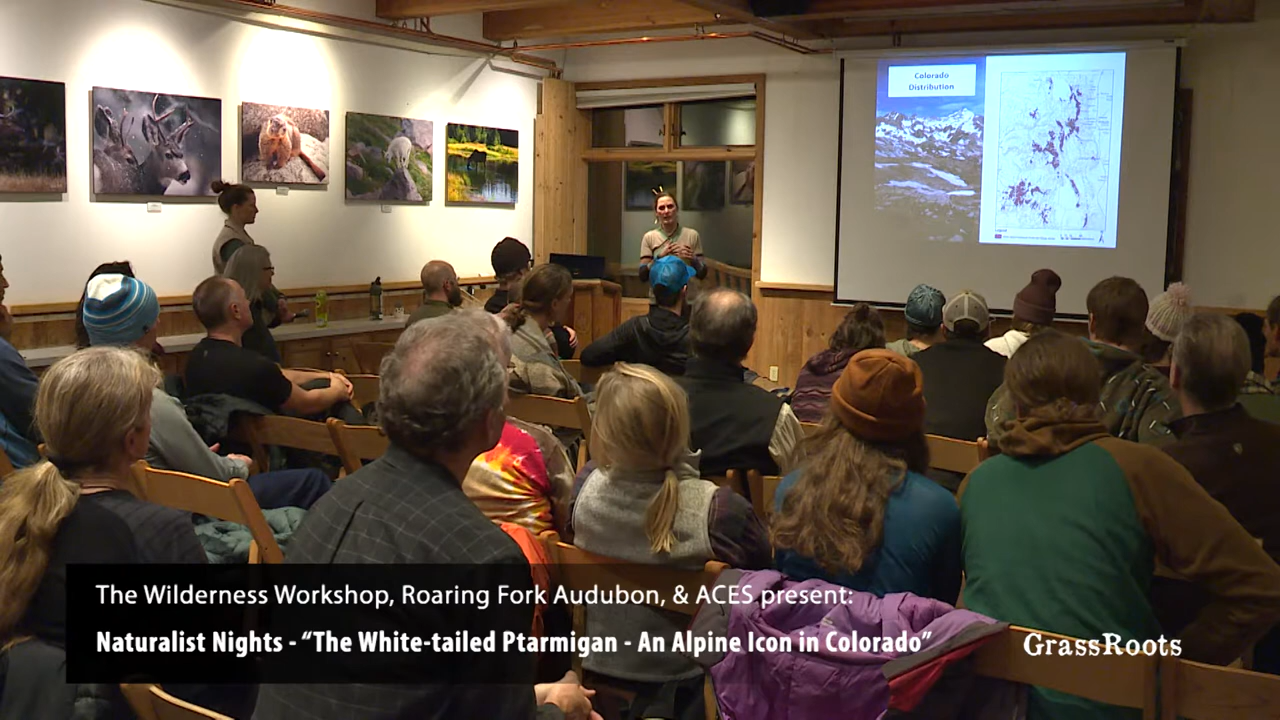 Colorado
Distribution
The Wilderness Workshop, Roaring Fork Audubon, & ACES present:
Naturalist Nights - “The White-tailed Ptarmigan - An Alpine Icon in Colorado”
GrassRoots